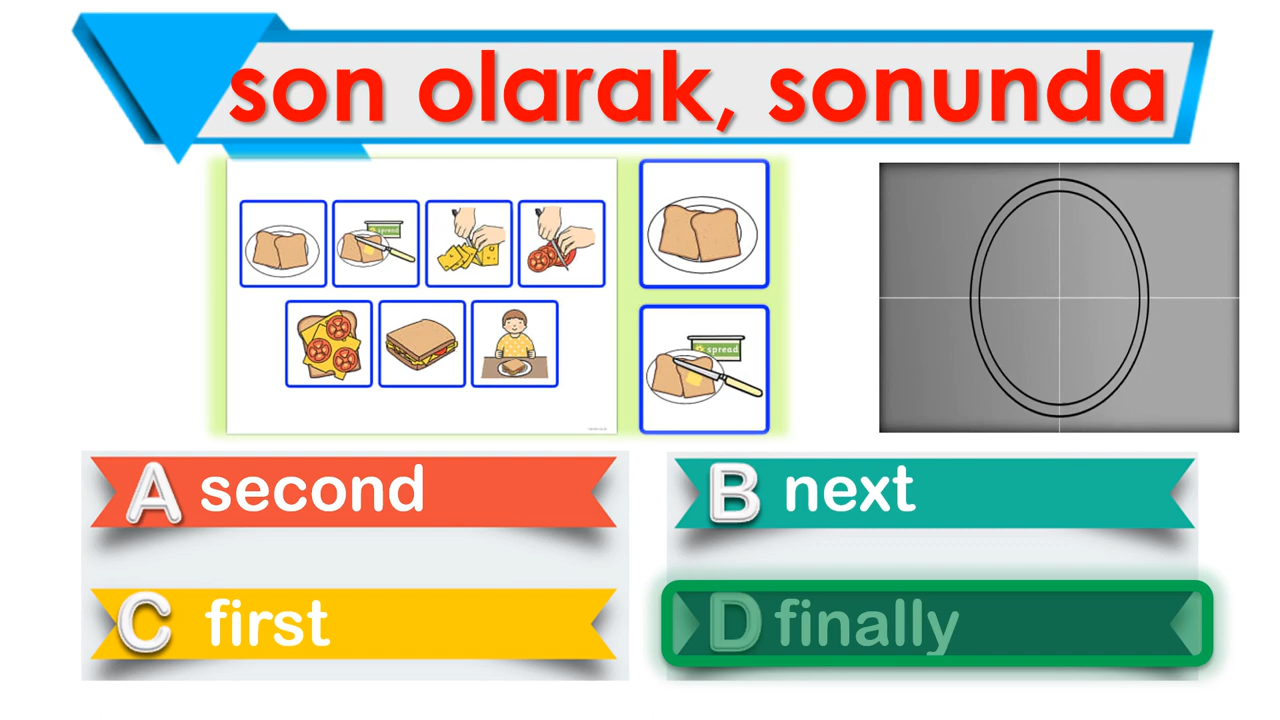 son olarak, sonunda
spread
spread
A second
B next
C first
D finally